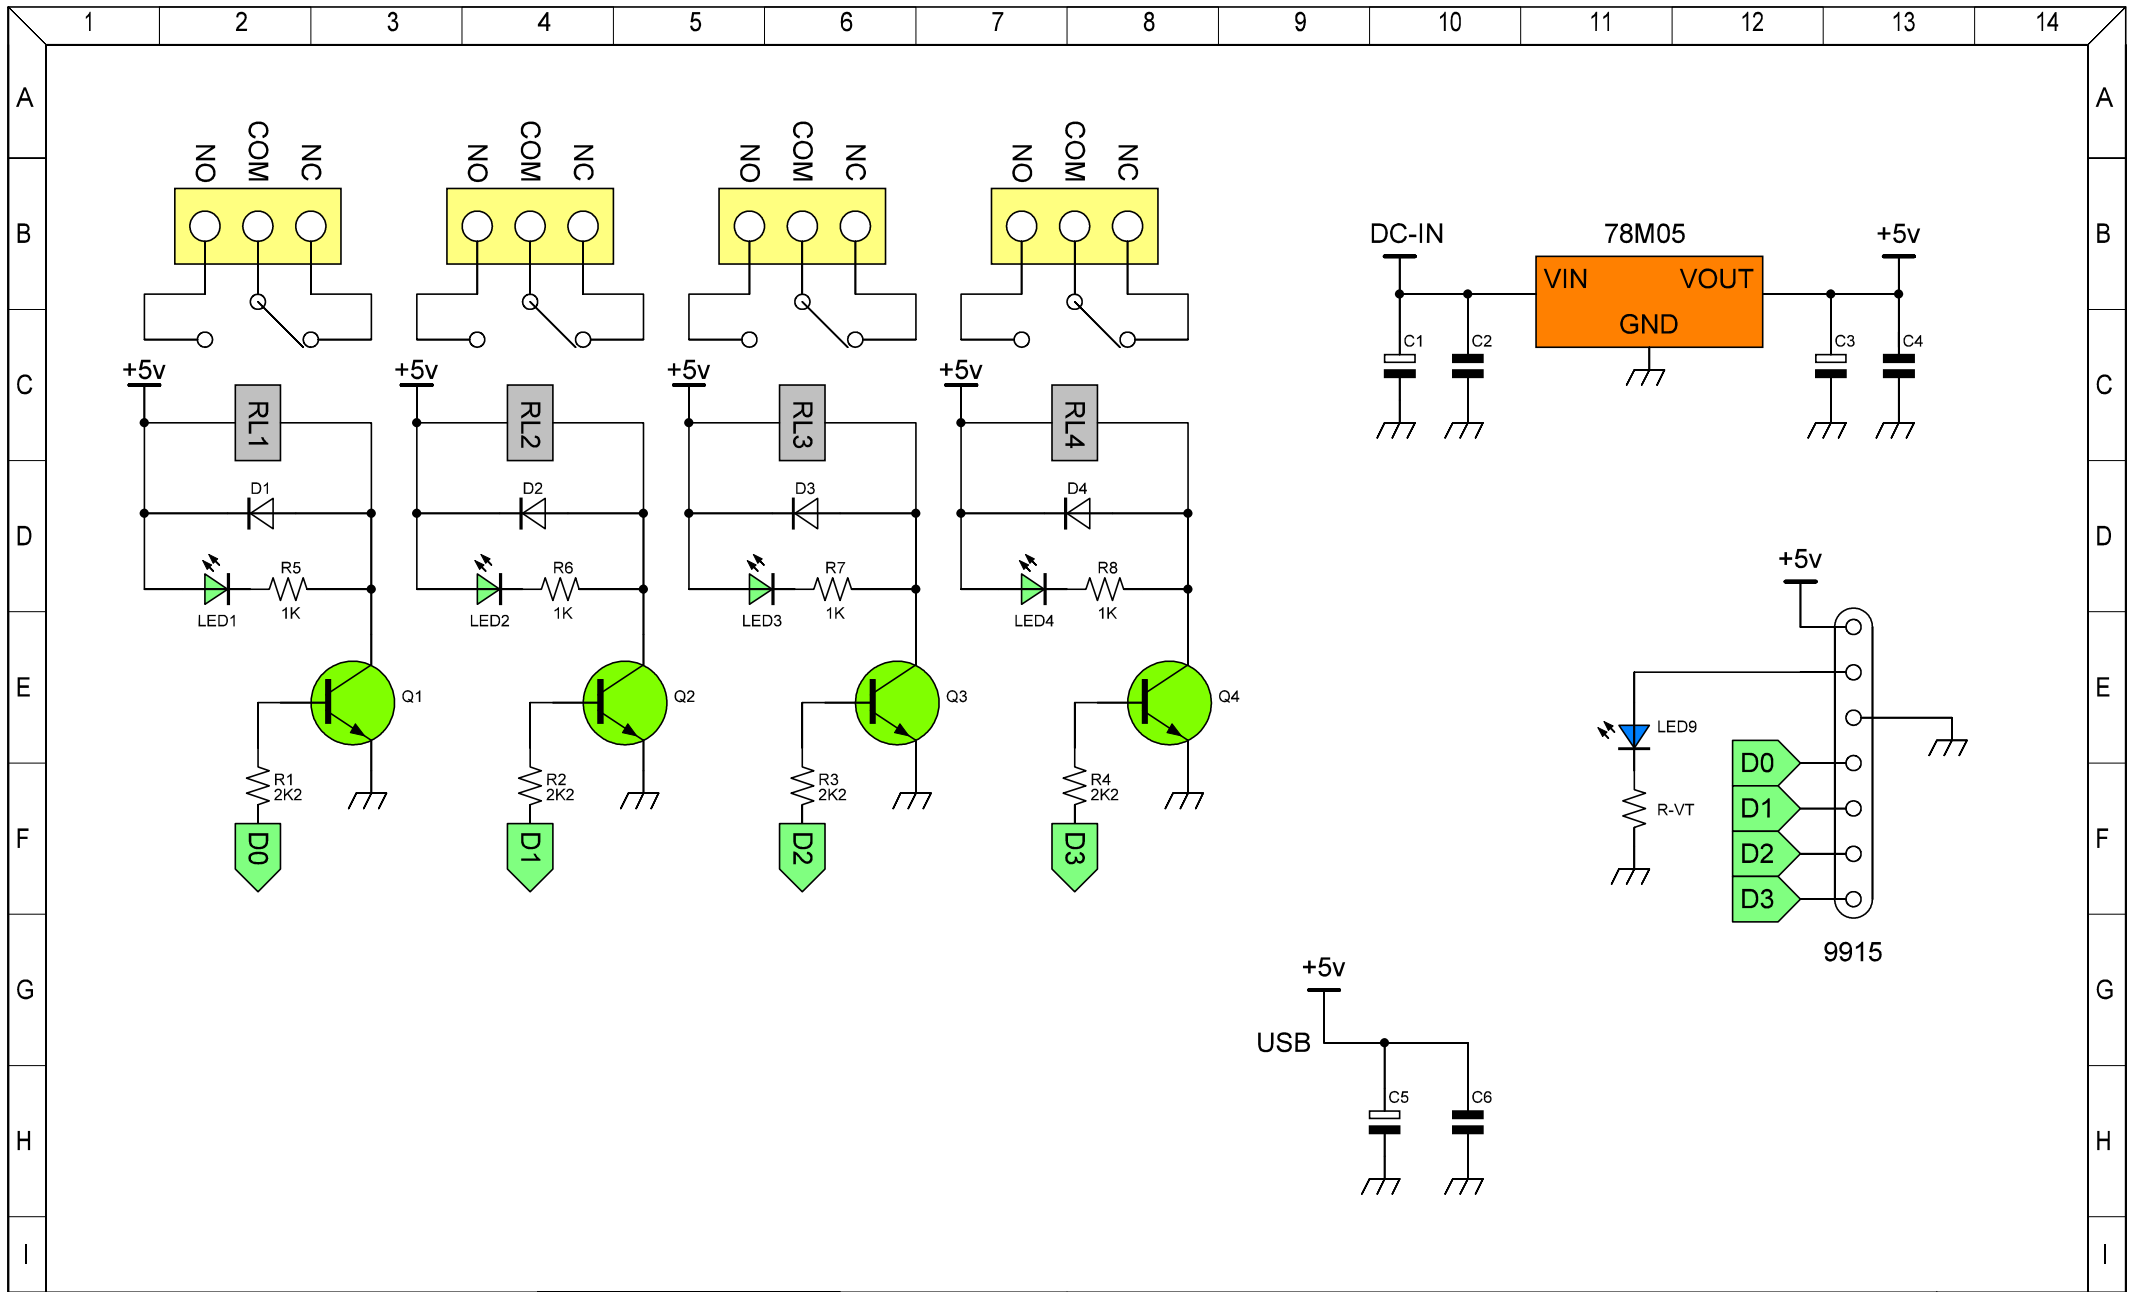 1 2 3 4 5 6 7 8 9 10 11 12 13 14
A A
NO COM NC NO COM NC NO COM NC NO COM NC
B DC-IN 78M05 +5v B
VIN VOUT
GND
C1 C2 C3 C4
+5v +5v +5v +5v
C C
RL1 RL2 RL3 RL4
D1 D2 D3 D4
D D
+5v
R5 R6 R7 R8
1K 1K 1K 1K
LED1 LED2 LED3 LED4
E E
Q1 Q2 Q3 Q4
LED9
D0
R1 R2 R3 R4
2K2 2K2 2K2 2K2
D1
R-VT
F F
D0 D1 D2 D3
D2
D3
9915
+5v
G G
USB
C5 C6
H H
I I